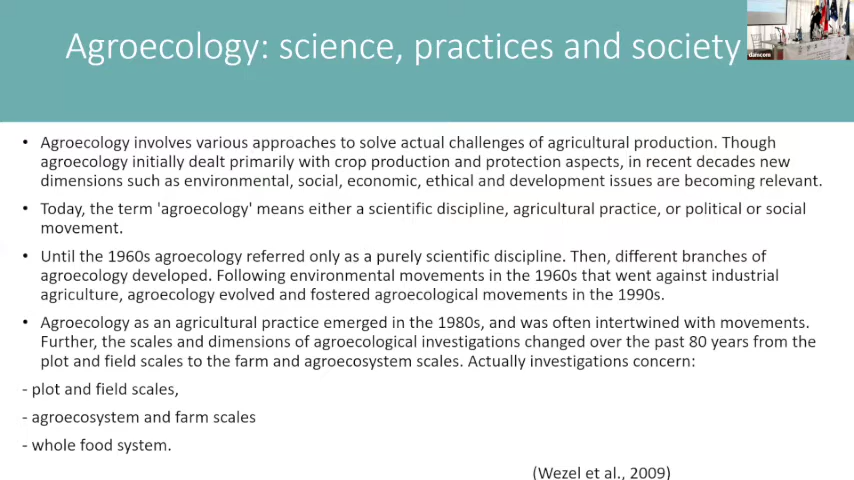 Agroecology: science, practices and society
damcom
• Agroecology involves various approaches to solve actual challenges of agricultural production. Though
agroecology initially dealt primarily with crop production and protection aspects, in recent decades new
dimensions such as environmental, social, economic, ethical and development issues are becoming relevant.
• Today, the term 'agroecology' means either a scientific discipline, agricultural practice, or political or social
movement.
• Until the 1960s agroecology referred only as a purely scientific discipline. Then, different branches of
agroecology developed. Following environmental movements in the 1960s that went against industrial
agriculture, agroecology evolved and fostered agroecological movements in the 1990s.
• Agroecology as an agricultural practice emerged in the 1980s, and was often intertwined with movements.
Further, the scales and dimensions of agroecological investigations changed over the past 80 years from the
plot and field scales to the farm and agroecosystem scales. Actually investigations concern:
- plot and field scales,
- agroecosystem and farm scales
- whole food system.
(Wezel et al., 2009)